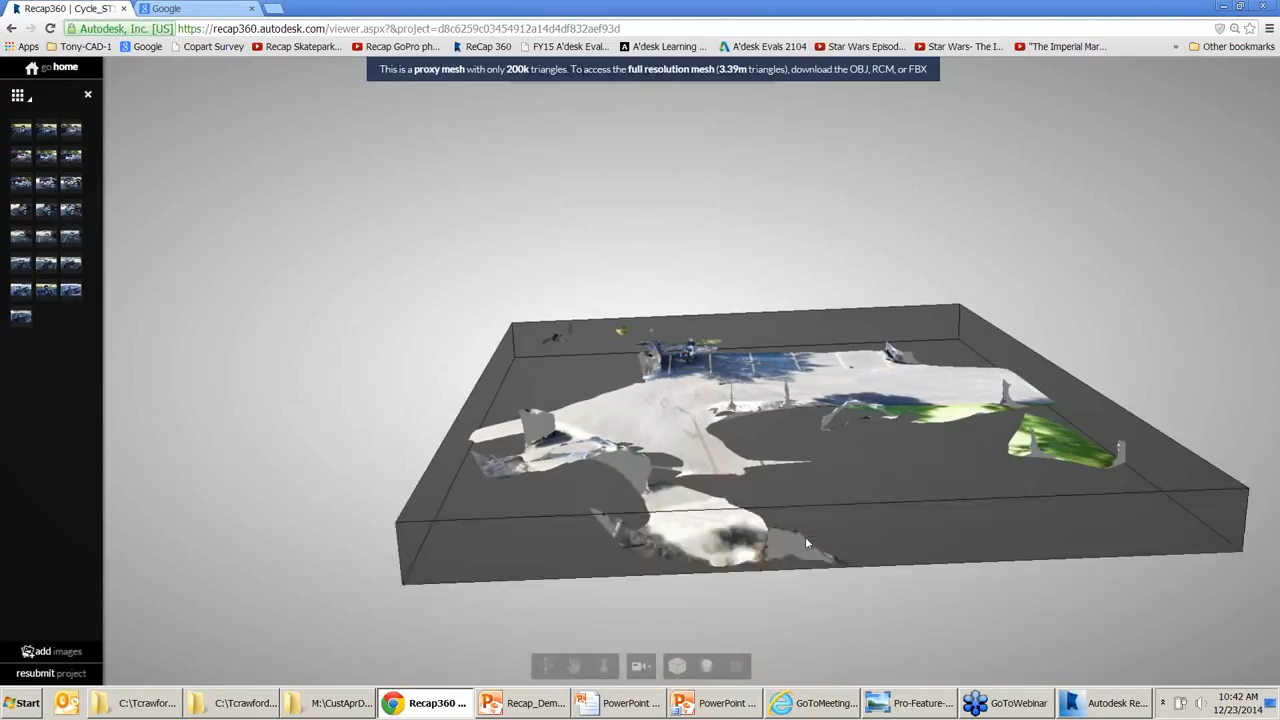 Recap360 | Cycle_ST
Google
Autodesk, Inc. [US]
https://recap360.autodesk.com/viewer.aspx?&project=d8c6259c03454912a14d4df832aef93d
Apps
Tony-CAD-1
Google
Copart Survey
Recap Skatepark...
Recap GoPro ph...
Recap 360
FY15 A'desk Eval...
A'desk Learning ...
A'desk Evals 2104
Star Wars Episod...
Star Wars- The I...
"The Imperial Mar...
»
Other bookmarks
go home
This is a proxy mesh with only 200k triangles. To access the full resolution mesh (3.39m triangles), download the OBJ, RCM, or FBX
add images
resubmit project
Start
C:\Tcrawfor...
C:\Tcrawford...
M:\CustAprD...
Recap360 ...
Recap_Dem...
PowerPoint ...
PowerPoint ...
GoToMeeting...
Pro-Feature-...
GoToWebinar
Autodesk Re...
10:42 AM
12/23/2014